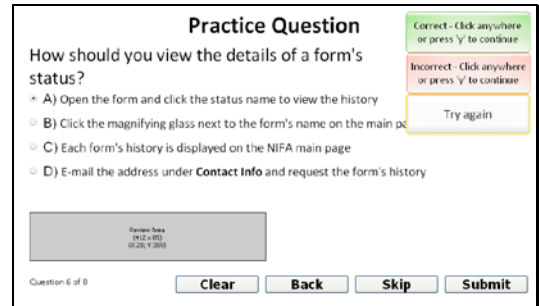 Practice Question
Correct - Click anywhere
or press 'y' to continue
How should you view the details of a form's
status?
Incorrect - Click anywhere
or press 'y' to continue
Try again
A) Open the form and click the status name to view the history
B) Click the magnifying glass next to the form's name on the main pa
C) Each form's history is displayed on the NIFA main page
D) E-mail the address under Contact Info and request the form's history
Review Area
Question 6 of 8
Clear
Back
Skip
Submit